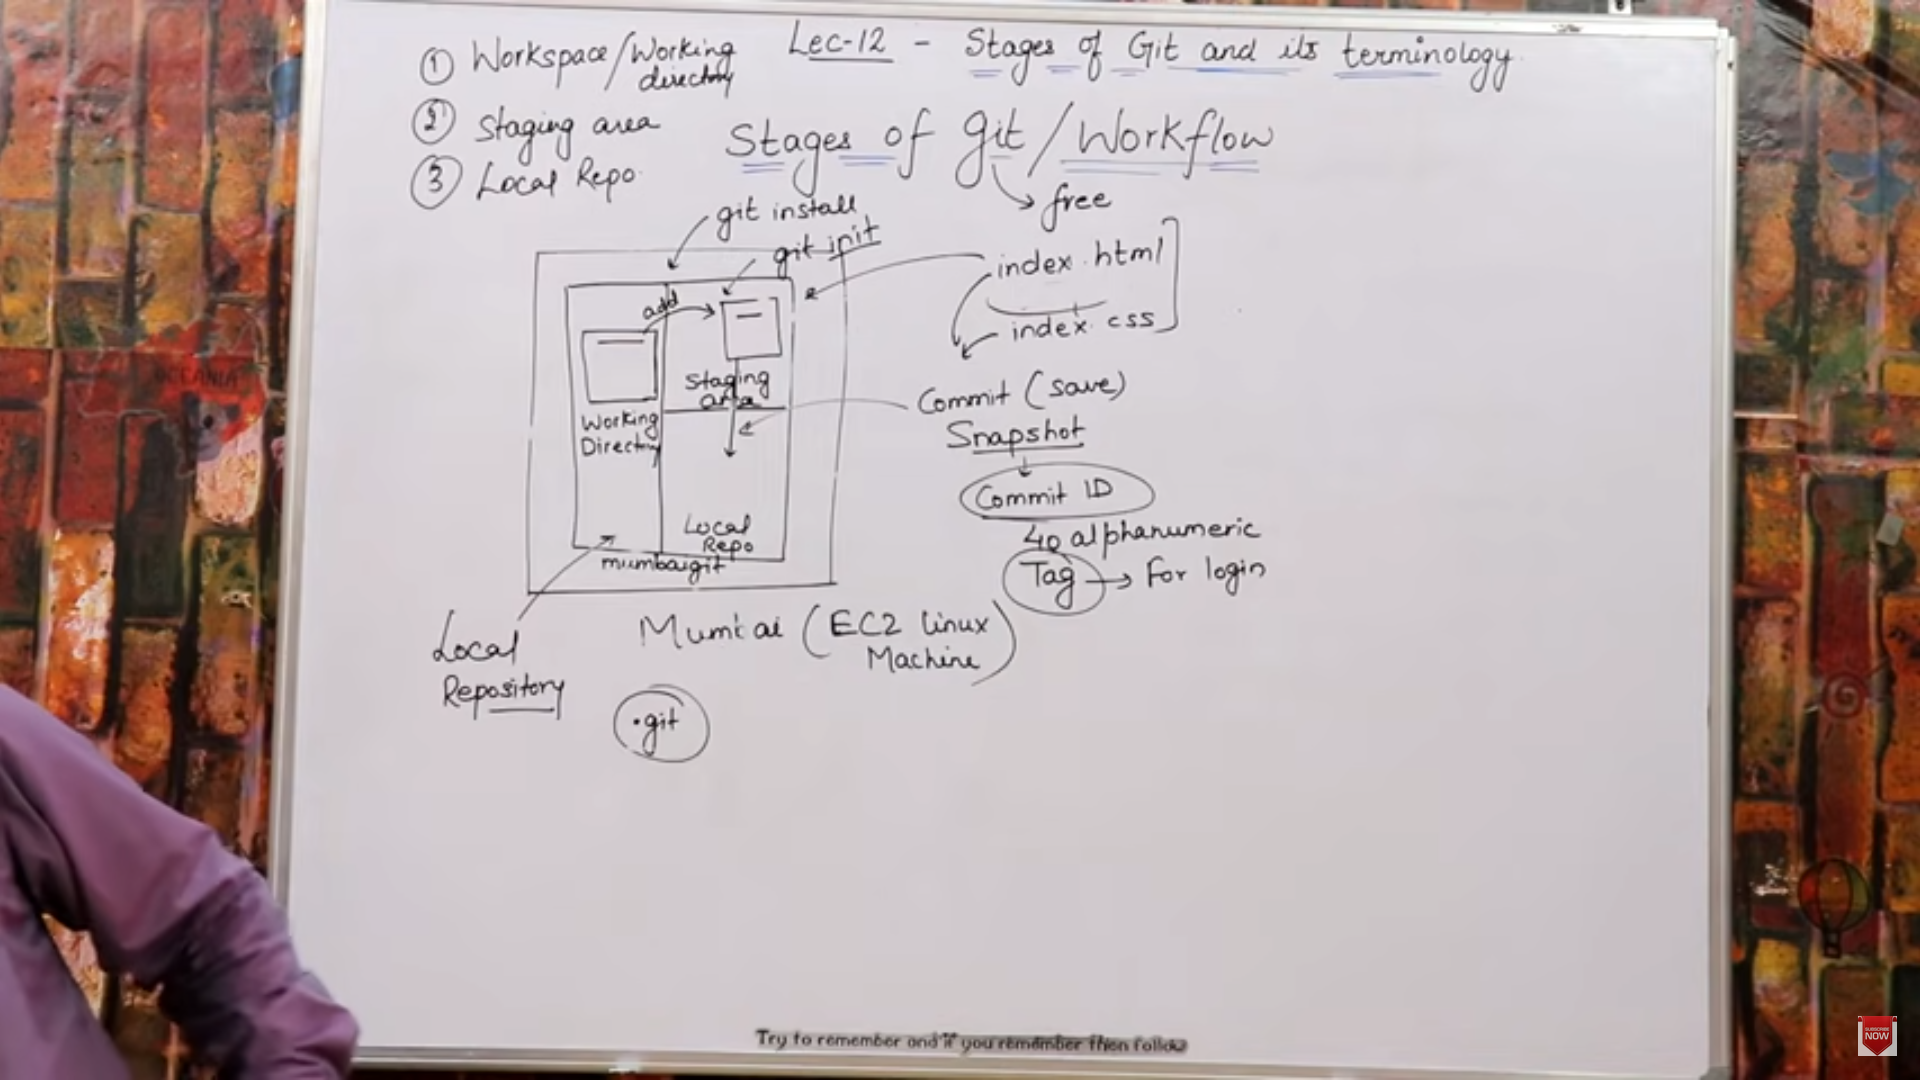 Lec-12 - Stages of Git and its terminology
① Workspace/Working directory
② Staging area
③ Local Repo
Stages of Git/Workflow
free
git install
git init
index.html
index.css
add
Staging area
Working Directory
Local Repo
mumbaigit
Commit (save)
Snapshot
Commit ID
40 alphanumeric
Tag → For login
Local Repository
Mumbai (EC2 linux Machine)
.git
OCEANIA
Try to remember and if you remember then follow
SUBSCRIBE
NOW